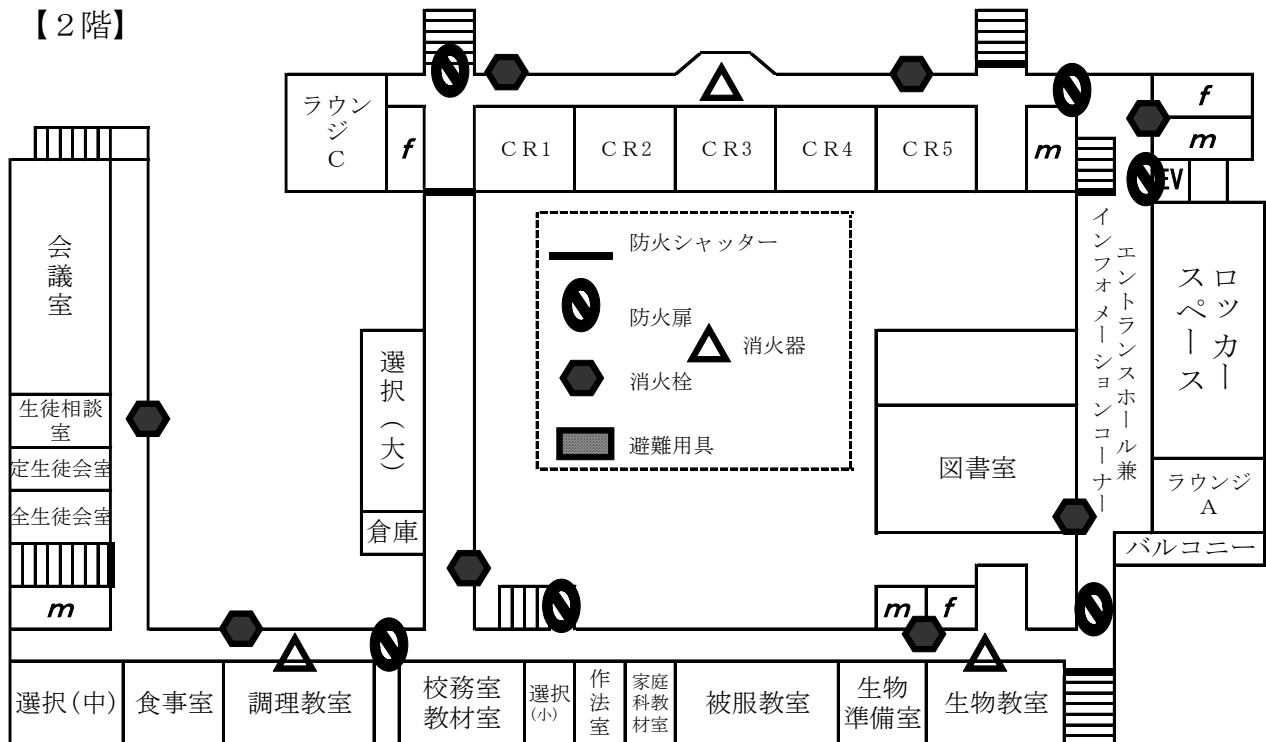 【２階】
ラウン
ジ
C
f
CR1
CR2
CR3
CR4
CR5
m
f
m
EV
会議室
生徒相談
室
定生徒会室
全生徒会室
m
選択(大)
倉庫
防火シャッター
防火扉
消火器
消火栓
避難用具
図書室
エントランスホール兼
インフォメーションコーナー
ロッカー
スペース
ラウンジ
A
バルコニー
m
f
選択(中)
食事室
調理教室
校務室
教材室
選択
(小)
作法室
家庭
科教
材室
被服教室
生物
準備室
生物教室